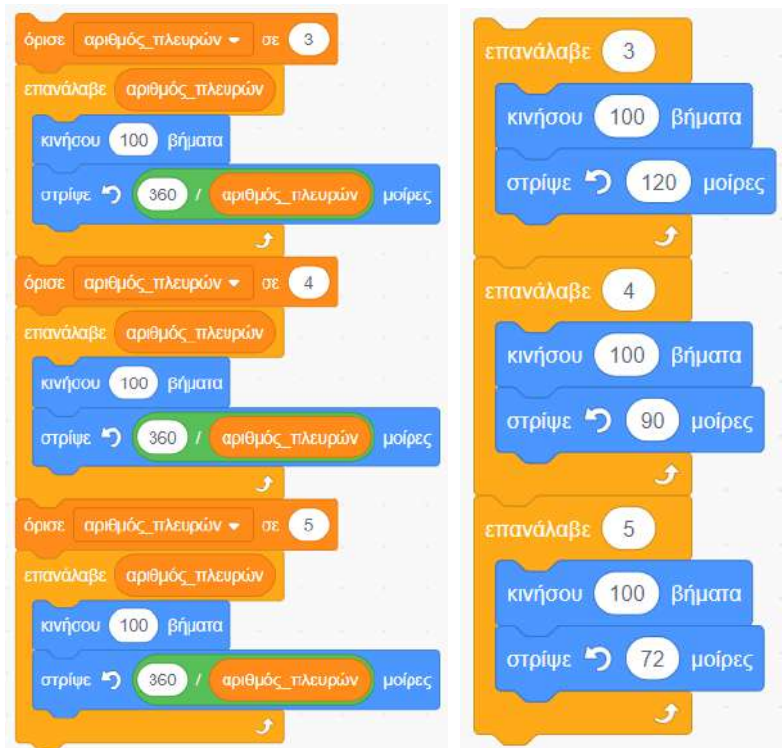 όρισε αριθμός_πλευρών σε 3
επανάλαβε αριθμός_πλευρών
κινήσου 100 βήματα
στρίψε 360 / αριθμός_πλευρών μοίρες
όρισε αριθμός_πλευρών σε 4
επανάλαβε αριθμός_πλευρών
κινήσου 100 βήματα
στρίψε 360 / αριθμός_πλευρών μοίρες
όρισε αριθμός_πλευρών σε 5
επανάλαβε αριθμός_πλευρών
κινήσου 100 βήματα
στρίψε 360 / αριθμός_πλευρών μοίρες
επανάλαβε 3
κινήσου 100 βήματα
στρίψε 120 μοίρες
επανάλαβε 4
κινήσου 100 βήματα
στρίψε 90 μοίρες
επανάλαβε 5
κινήσου 100 βήματα
στρίψε 72 μοίρες